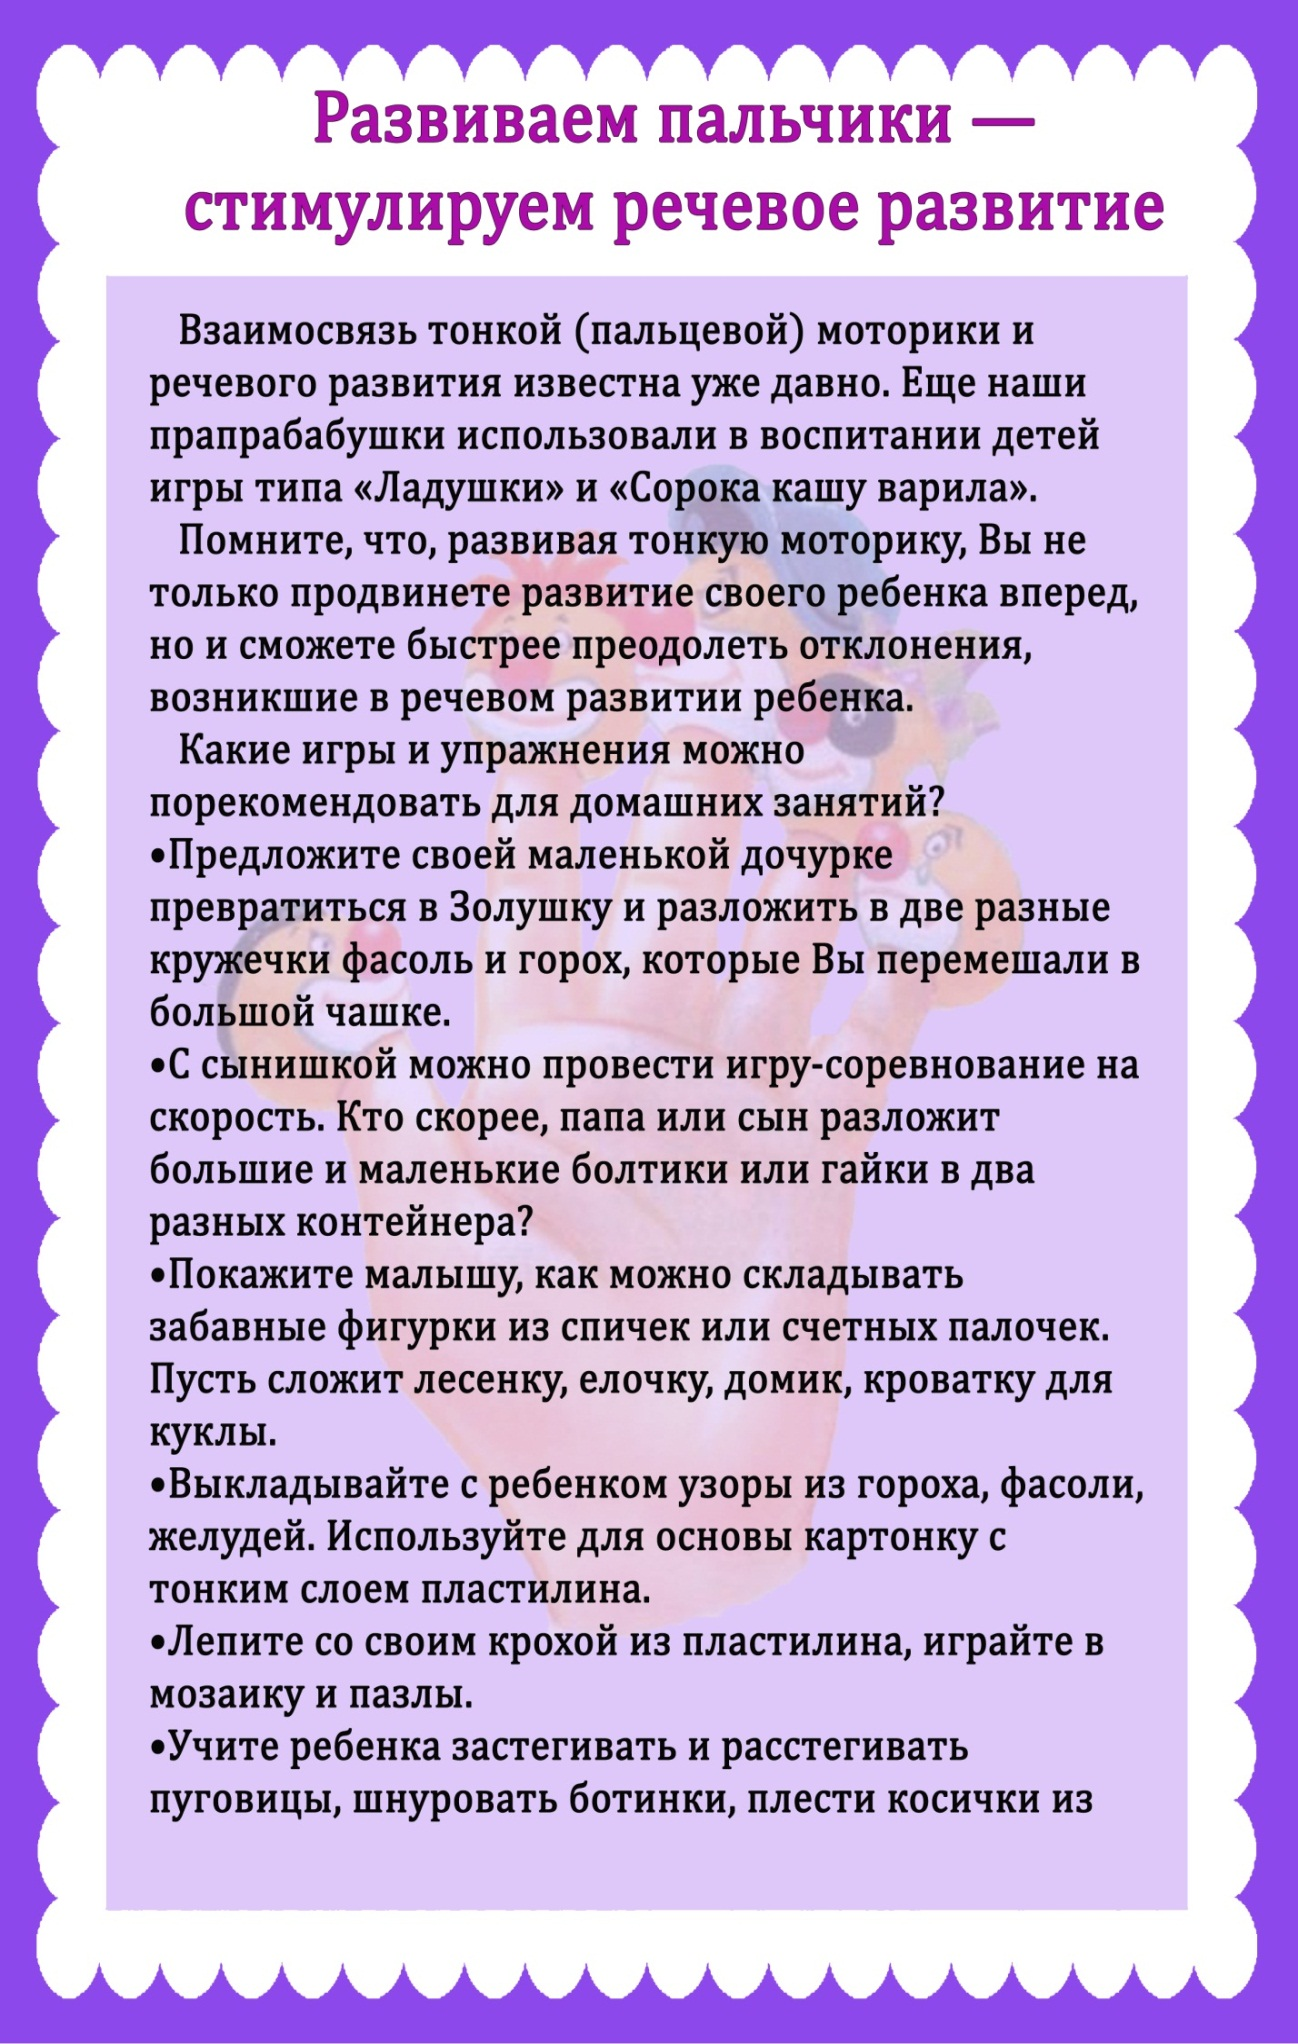 Развиваем пальчики —
стимулируем речевое развитие
Взаимосвязь тонкой (пальцевой) моторики и
речевого развития известна уже давно. Еще наши
прапрабабушки использовали в воспитании детей
игры типа «Ладушки» и «Сорока кашу варила».
Помните, что, развивая тонкую моторику, Вы не
только продвинете развитие своего ребенка вперед,
но и сможете быстрее преодолеть отклонения,
возникшие в речевом развитии ребенка.
Какие игры и упражнения можно
порекомендовать для домашних занятий?
•Предложите своей маленькой дочурке
превратиться в Золушку и разложить в две разные
кружечки фасоль и горох, которые Вы перемешали в
большой чашке.
•С сынишкой можно провести игру-соревнование на
скорость. Кто скорее, папа или сын разложит
большие и маленькие болтики или гайки в два
разных контейнера?
•Покажите малышу, как можно складывать
забавные фигурки из спичек или счетных палочек.
Пусть сложит лесенку, елочку, домик, кроватку для
куклы.
•Выкладывайте с ребенком узоры из гороха, фасоли,
желудей. Используйте для основы картонку с
тонким слоем пластилина.
•Лепите со своим крохой из пластилина, играйте в
мозаику и пазлы.
•Учите ребенка застегивать и расстегивать
пуговицы, шнуровать ботинки, плести косички из